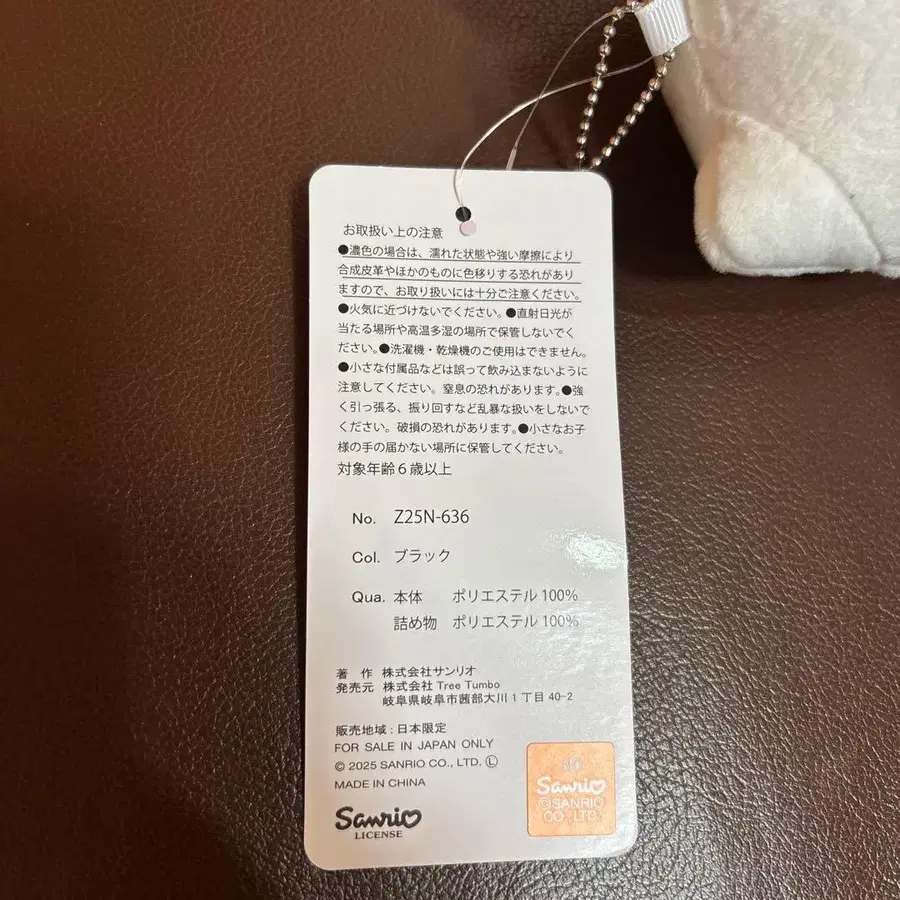 お取扱い上の注意
●濃色の場合は、濡れた状態や強い摩擦により
合成皮革やほかのものに色移りする恐れがあり
ますので、お取り扱いには十分ご注意ください。
●火気に近づけないでください。●直射日光が
当たる場所や高温多湿の場所で保管しないでく
ださい。●洗濯機・乾燥機のご使用はできません。
●小さな付属品などは誤って飲み込まないように
注意してください。窒息の恐れがあります。●強
く引っ張る、振り回すなど乱暴な扱いをしないで
ください。破損の恐れがあります。●小さなお子
様の手の届かない場所に保管してください。
対象年齢6歳以上
No. Z25N-636
Col. ブラック
Qua. 本体 ポリエステル100%
詰め物 ポリエステル100%
著 作 株式会社サンリオ
発売元 株式会社 Tree Tumbo
岐阜県岐阜市茜部大川1丁目40-2
販売地域:日本限定
FOR SALE IN JAPAN ONLY
© 2025 SANRIO CO., LTD. Ⓛ
MADE IN CHINA
Sanrio
LICENSE
Sanrio
©SANRIO
CO.,LTD.